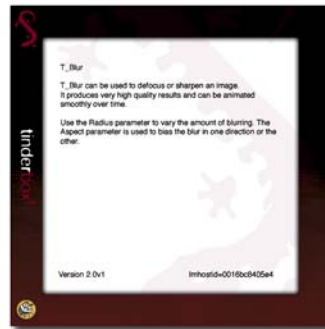 T_Blur
T_Blur can be used to defocus or sharpen an image.
It produces very high quality results and can be animated
smoothly over time.
Use the Radius parameter to vary the amount of blurring. The
Aspect parameter is used to bias the blur in one direction or the
other.
tinderbox
Version 2.0v1
lmhostid=0016bc8405e4